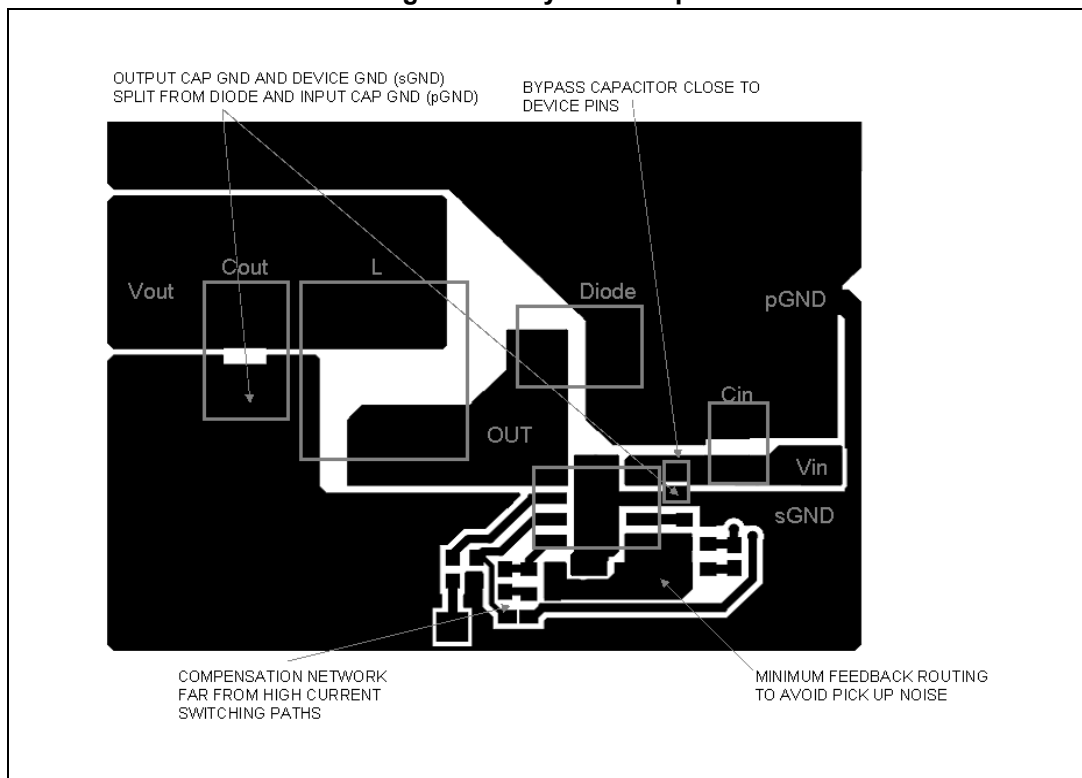 OUTPUT CAP GND AND DEVICE GND (sGND)
SPLIT FROM DIODE AND INPUT CAP GND (pGND)
BYPASS CAPACITOR CLOSE TO
DEVICE PINS
Cout
L
Vout
Diode
pGND
Cin
OUT
Vin
sGND
COMPENSATION NETWORK
FAR FROM HIGH CURRENT
SWITCHING PATHS
MINIMUM FEEDBACK ROUTING
TO AVOID PICK UP NOISE